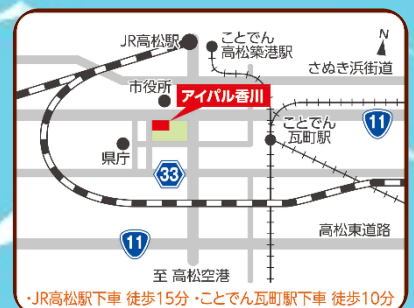 JR高松駅
ことでん
高松築港駅
N
さぬき浜街道
市役所
アイパル香川
11
ことでん
瓦町駅
県庁
33
高松東道路
11
至 高松空港
・JR高松駅下車 徒歩15分 ・ことでん瓦町駅下車 徒歩10分